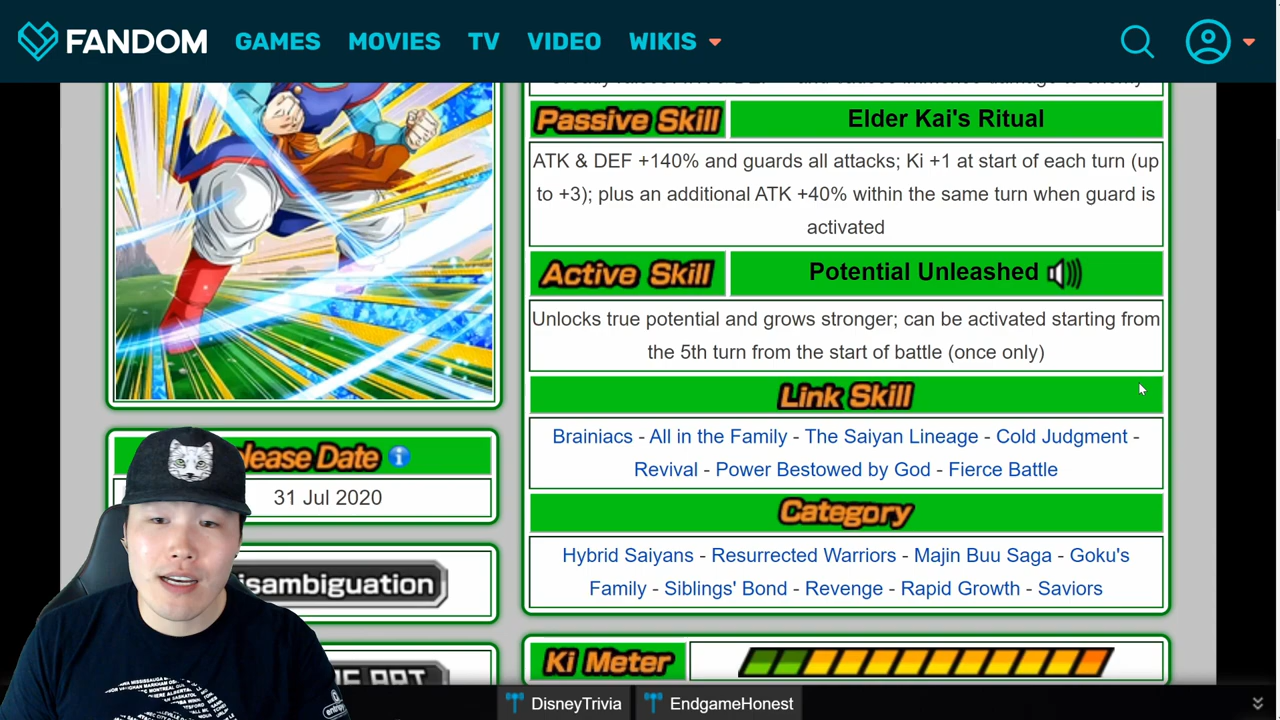 FANDOM GAMES MOVIES TV VIDEO WIKIS
Passive Skill Elder Kai's Ritual
ATK & DEF +140% and guards all attacks; Ki +1 at start of each turn (up
to +3); plus an additional ATK +40% within the same turn when guard is
activated
Active Skill Potential Unleashed
Unlocks true potential and grows stronger; can be activated starting from
the 5th turn from the start of battle (once only)
Link Skill
Brainiacs - All in the Family - The Saiyan Lineage - Cold Judgment -
Revival - Power Bestowed by God - Fierce Battle
Category
Hybrid Saiyans - Resurrected Warriors - Majin Buu Saga - Goku's
Family - Siblings' Bond - Revenge - Rapid Growth - Saviors
Ki Meter
elease Date
31 Jul 2020
isambiguation
DisneyTrivia EndgameHonest